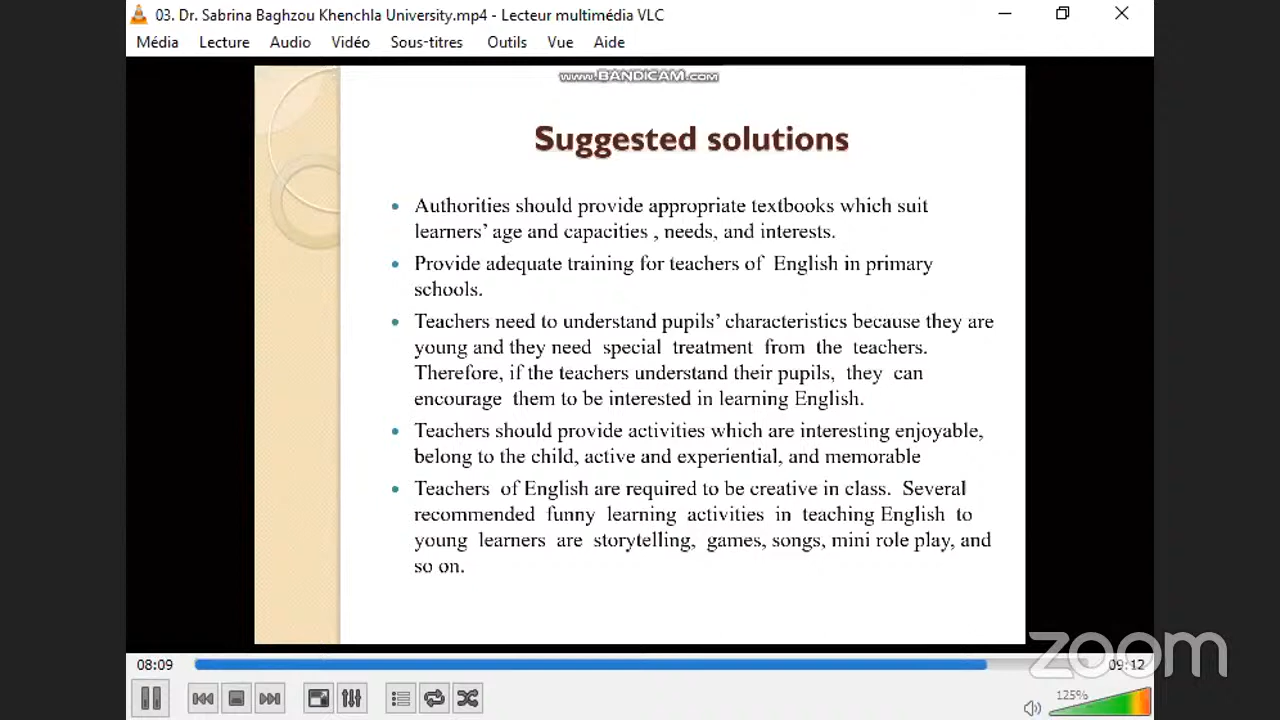 03. Dr. Sabrina Baghzou Khenchla University.mp4 - Lecteur multimédia VLC
Média Lecture Audio Vidéo Sous-titres Outils Vue Aide
www.BANDICAM.com
Suggested solutions
• Authorities should provide appropriate textbooks which suit
learners' age and capacities , needs, and interests.
• Provide adequate training for teachers of English in primary
schools.
• Teachers need to understand pupils' characteristics because they are
young and they need special treatment from the teachers.
Therefore, if the teachers understand their pupils, they can
encourage them to be interested in learning English.
• Teachers should provide activities which are interesting enjoyable,
belong to the child, active and experiential, and memorable
• Teachers of English are required to be creative in class. Several
recommended funny learning activities in teaching English to
young learners are storytelling, games, songs, mini role play, and
so on.
zoom
08:09 09:12
125%